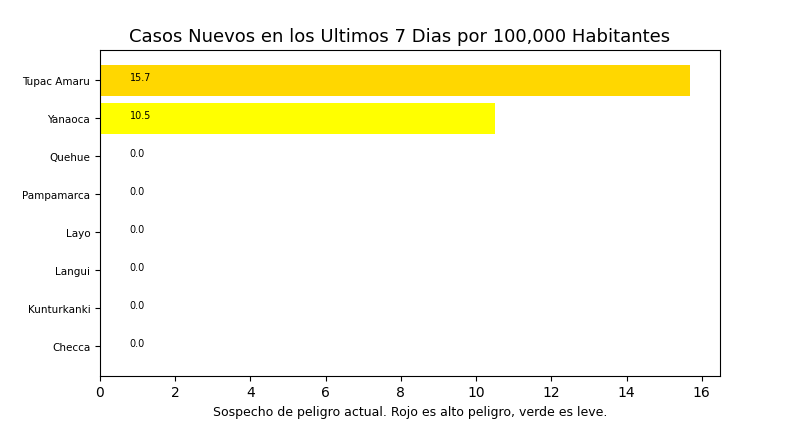 Casos Nuevos en los Ultimos 7 Dias por 100,000 Habitantes
Tupac Amaru 15.7
Yanaoca 10.5
Quehue 0.0
Pampamarca 0.0
Layo 0.0
Langui 0.0
Kunturkanki 0.0
Checca 0.0
0 2 4 6 8 10 12 14 16
Sospecho de peligro actual. Rojo es alto peligro, verde es leve.